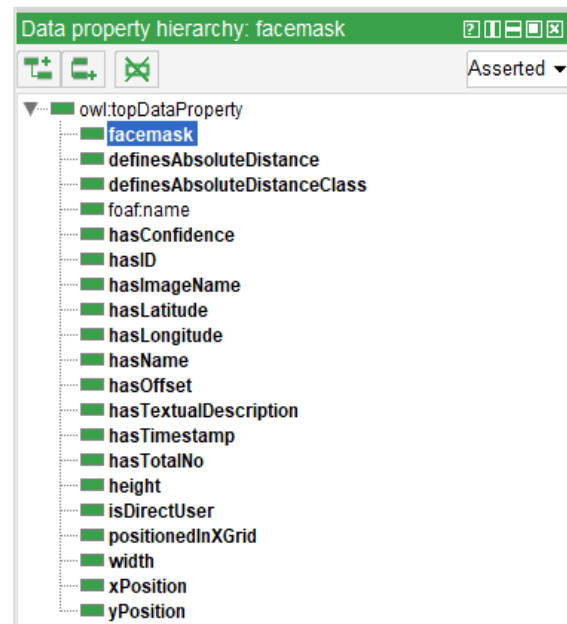 Data property hierarchy: facemask
Asserted
owl:topDataProperty
facemask
definesAbsoluteDistance
definesAbsoluteDistanceClass
foaf:name
hasConfidence
hasID
hasImageName
hasLatitude
hasLongitude
hasName
hasOffset
hasTextualDescription
hasTimestamp
hasTotalNo
height
isDirectUser
positionedInXGrid
width
xPosition
yPosition